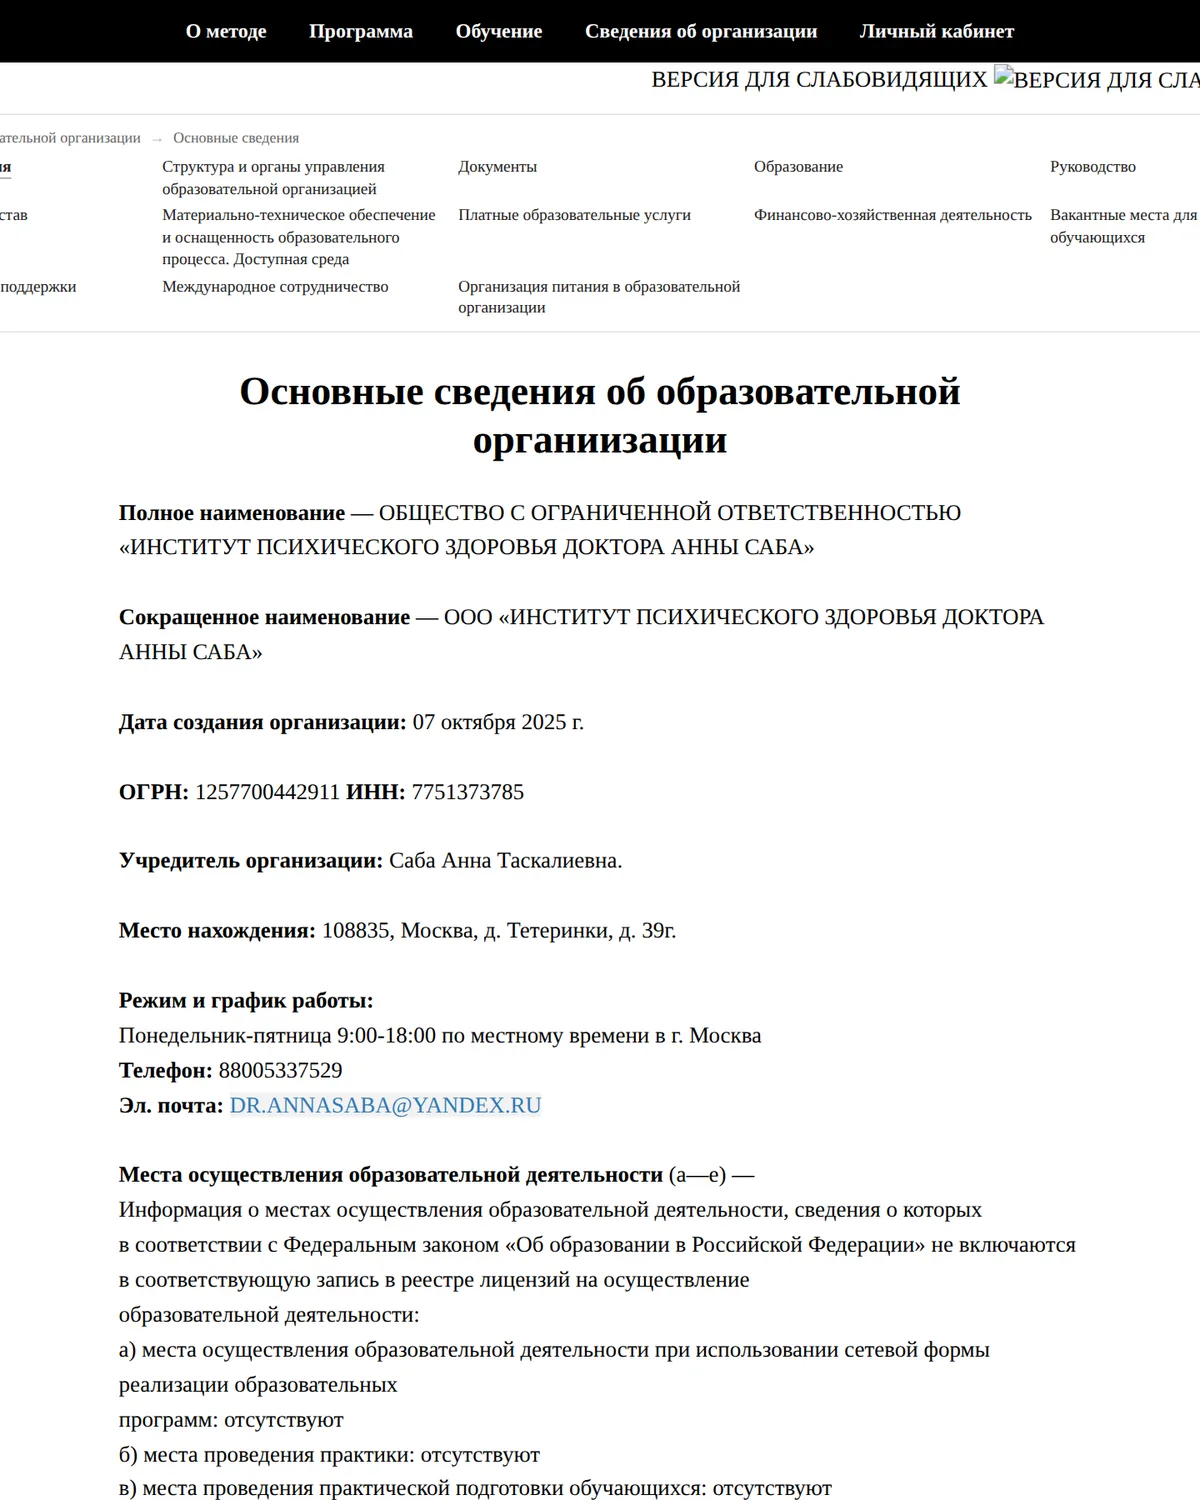 О методе Программа Обучение Сведения об организации Личный кабинет
ВЕРСИЯ ДЛЯ СЛАБОВИДЯЩИХ ВЕРСИЯ ДЛЯ СЛА
ательной организации → Основные сведения
ия Структура и органы управления образовательной организацией Документы Образование Руководство
став Материально-техническое обеспечение и оснащенность образовательного процесса. Доступная среда Платные образовательные услуги Финансово-хозяйственная деятельность Вакантные места для обучающихся
поддержки Международное сотрудничество Организация питания в образовательной организации
Основные сведения об образовательной
органиизации
Полное наименование — ОБЩЕСТВО С ОГРАНИЧЕННОЙ ОТВЕТСТВЕННОСТЬЮ
«ИНСТИТУТ ПСИХИЧЕСКОГО ЗДОРОВЬЯ ДОКТОРА АННЫ САБА»
Сокращенное наименование — ООО «ИНСТИТУТ ПСИХИЧЕСКОГО ЗДОРОВЬЯ ДОКТОРА
АННЫ САБА»
Дата создания организации: 07 октября 2025 г.
ОГРН: 1257700442911 ИНН: 7751373785
Учредитель организации: Саба Анна Таскалиевна.
Место нахождения: 108835, Москва, д. Тетеринки, д. 39г.
Режим и график работы:
Понедельник-пятница 9:00-18:00 по местному времени в г. Москва
Телефон: 88005337529
Эл. почта: DR.ANNASABA@YANDEX.RU
Места осуществления образовательной деятельности (а—е) —
Информация о местах осуществления образовательной деятельности, сведения о которых
в соответствии с Федеральным законом «Об образовании в Российской Федерации» не включаются
в соответствующую запись в реестре лицензий на осуществление
образовательной деятельности:
а) места осуществления образовательной деятельности при использовании сетевой формы
реализации образовательных
программ: отсутствуют
б) места проведения практики: отсутствуют
в) места проведения практической подготовки обучающихся: отсутствуют